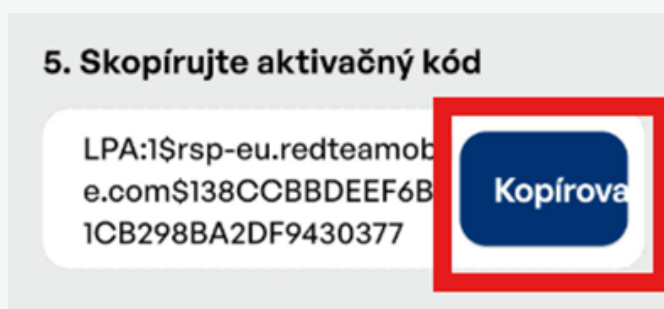 5. Skopírujte aktivačný kód
LPA:1$rsp-eu.redteamob
e.com$138CCBBDEEF6B
1CB298BA2DF9430377
Kopírova